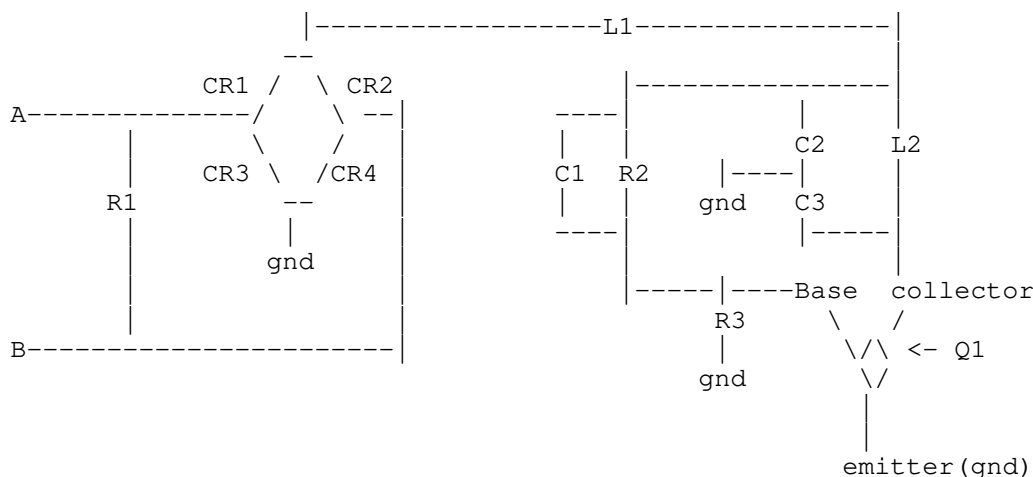 L1
CR1 CR2
A
C2 L2
CR3 CR4 C1 R2
R1 gnd C3
gnd
Base collector
R3
B <- Q1
gnd
emitter(gnd)